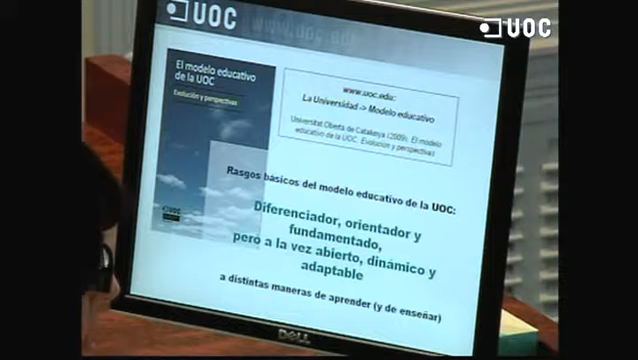 UOC
www.uoc.edu
UOC
El modelo educativo
de la UOC
Evolución y perspectivas
www.uoc.edu:
La Universidad -> Modelo educativo
Universitat Oberta de Catalunya (2009). El modelo
educativo de la UOC. Evolución y perspectivas
Rasgos básicos del modelo educativo de la UOC:
Diferenciador, orientador y
fundamentado,
pero a la vez abierto, dinámico y
adaptable
a distintas maneras de aprender (y de enseñar)
UOC
DELL